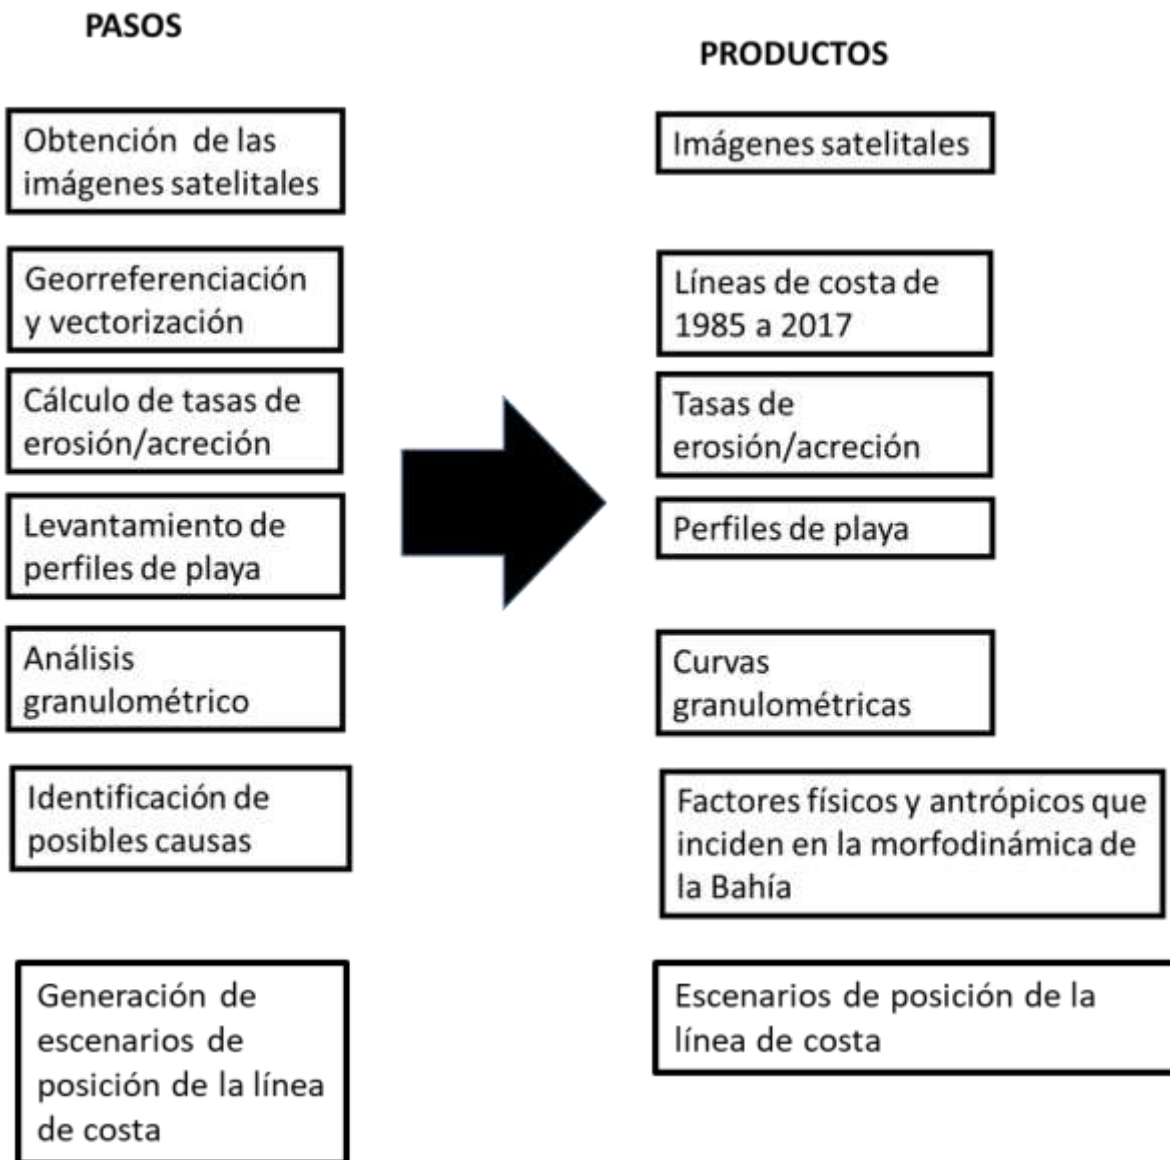 PASOS
Obtención de las
imágenes satelitales
Georreferenciación
y vectorización
Cálculo de tasas de
erosión/acreción
Levantamiento de
perfiles de playa
Análisis
granulométrico
Identificación de
posibles causas
Generación de
escenarios de
posición de la línea
de costa
PRODUCTOS
Imágenes satelitales
Líneas de costa de
1985 a 2017
Tasas de
erosión/acreción
Perfiles de playa
Curvas
granulométricas
Factores físicos y antrópicos que
inciden en la morfodinámica de
la Bahía
Escenarios de posición de la
línea de costa